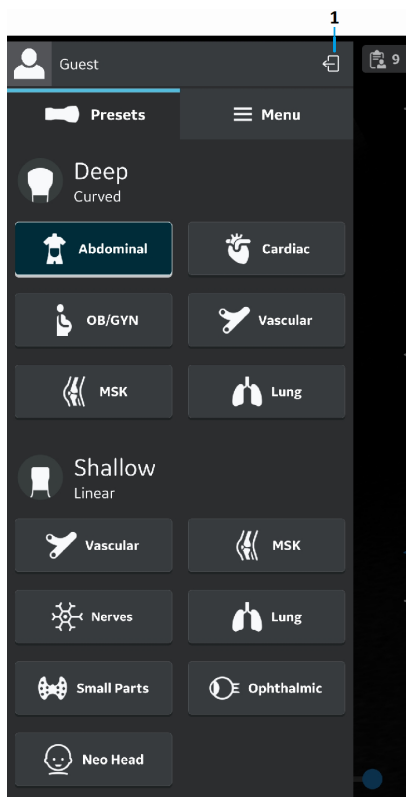 1
Guest
9
Presets
Menu
Deep
Curved
Abdominal
Cardiac
OB/GYN
Vascular
MSK
Lung
Shallow
Linear
Vascular
MSK
Nerves
Lung
Small Parts
Ophthalmic
Neo Head